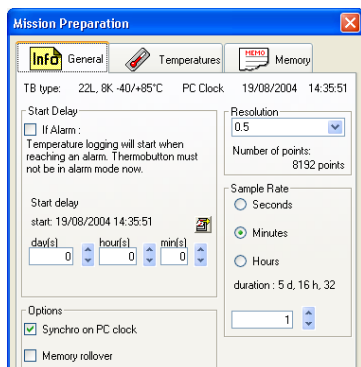 Mission Preparation
Info General Temperatures MEMO Memory
TB type: 22L, 8K -40/+85°C PC Clock 19/08/2004 14:35:51
Start Delay
If Alarm :
Temperature logging will start when
reaching an alarm. Thermobutton must
not be in alarm mode now.
Start delay
start: 19/08/2004 14:35:51
day(s) hour(s) min(s)
0 0 0
Options
Synchro on PC clock
Memory rollover
Resolution
0.5
Number of points:
8192 points
Sample Rate
Seconds
Minutes
Hours
duration : 5 d, 16 h, 32
1